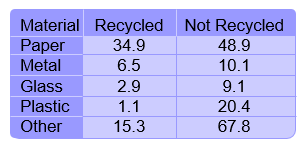 Material Recycled Not Recycled
Paper 34.9 48.9
Metal 6.5 10.1
Glass 2.9 9.1
Plastic 1.1 20.4
Other 15.3 67.8